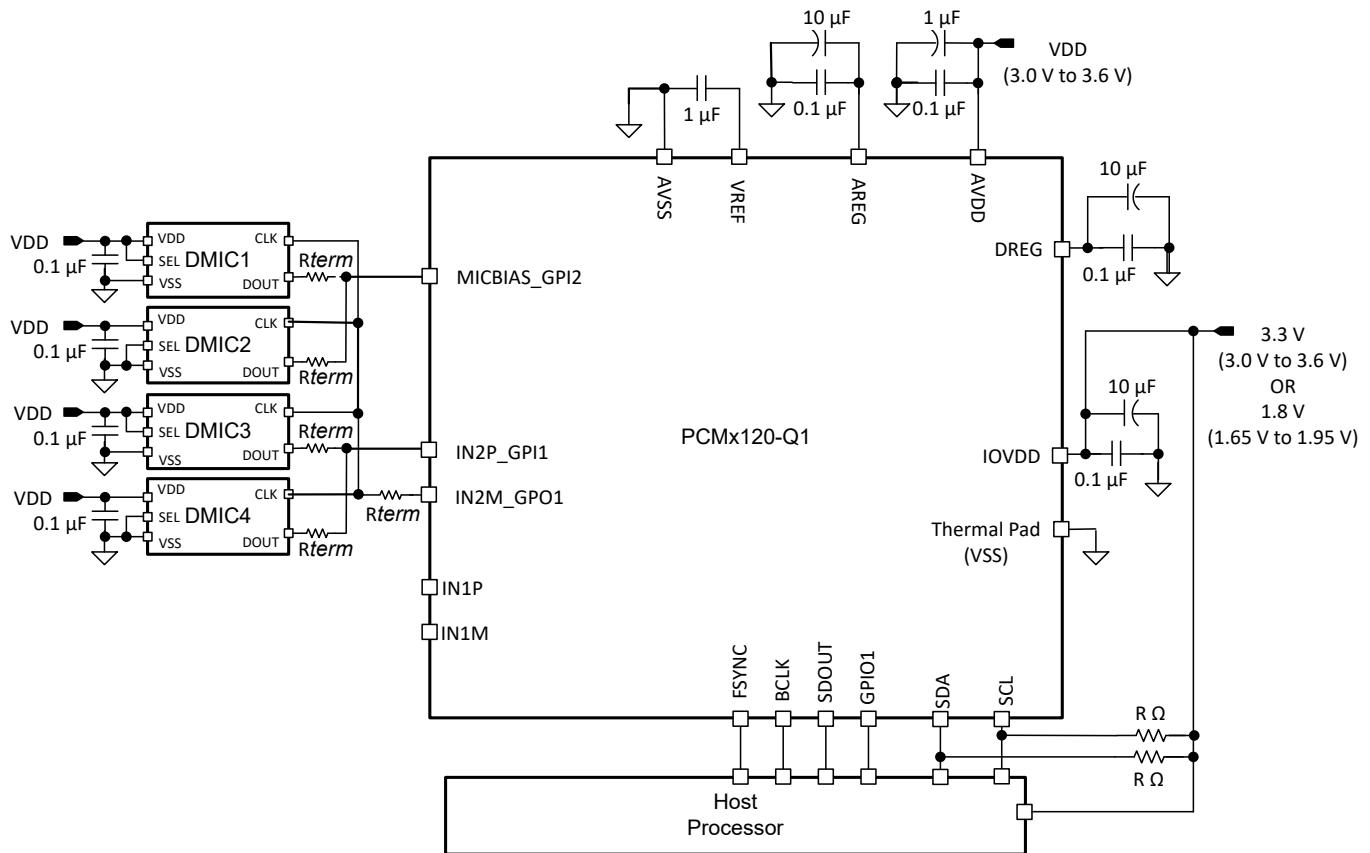 10 µF
1 µF
VDD
(3.0 V to 3.6 V)
0.1 µF
0.1 µF
1 µF
AVSS
VREF
AREG
AVDD
10 µF
DREG
0.1 µF
VDD
0.1 µF
VDD
SEL
VSS
DMIC1
CLK
DOUT
Rterm
MICBIAS_GPI2
VDD
0.1 µF
VDD
SEL
VSS
DMIC2
CLK
DOUT
Rterm
VDD
0.1 µF
VDD
SEL
VSS
DMIC3
CLK
DOUT
Rterm
IN2P_GPI1
VDD
0.1 µF
VDD
SEL
VSS
DMIC4
CLK
DOUT
Rterm
Rterm
IN2M_GPO1
PCMx120-Q1
3.3 V
(3.0 V to 3.6 V)
OR
1.8 V
(1.65 V to 1.95 V)
10 µF
IOVDD
0.1 µF
Thermal Pad
(VSS)
IN1P
IN1M
FSYNC
BCLK
SDOUT
GPIO1
SDA
SCL
R Ω
R Ω
Host
Processor